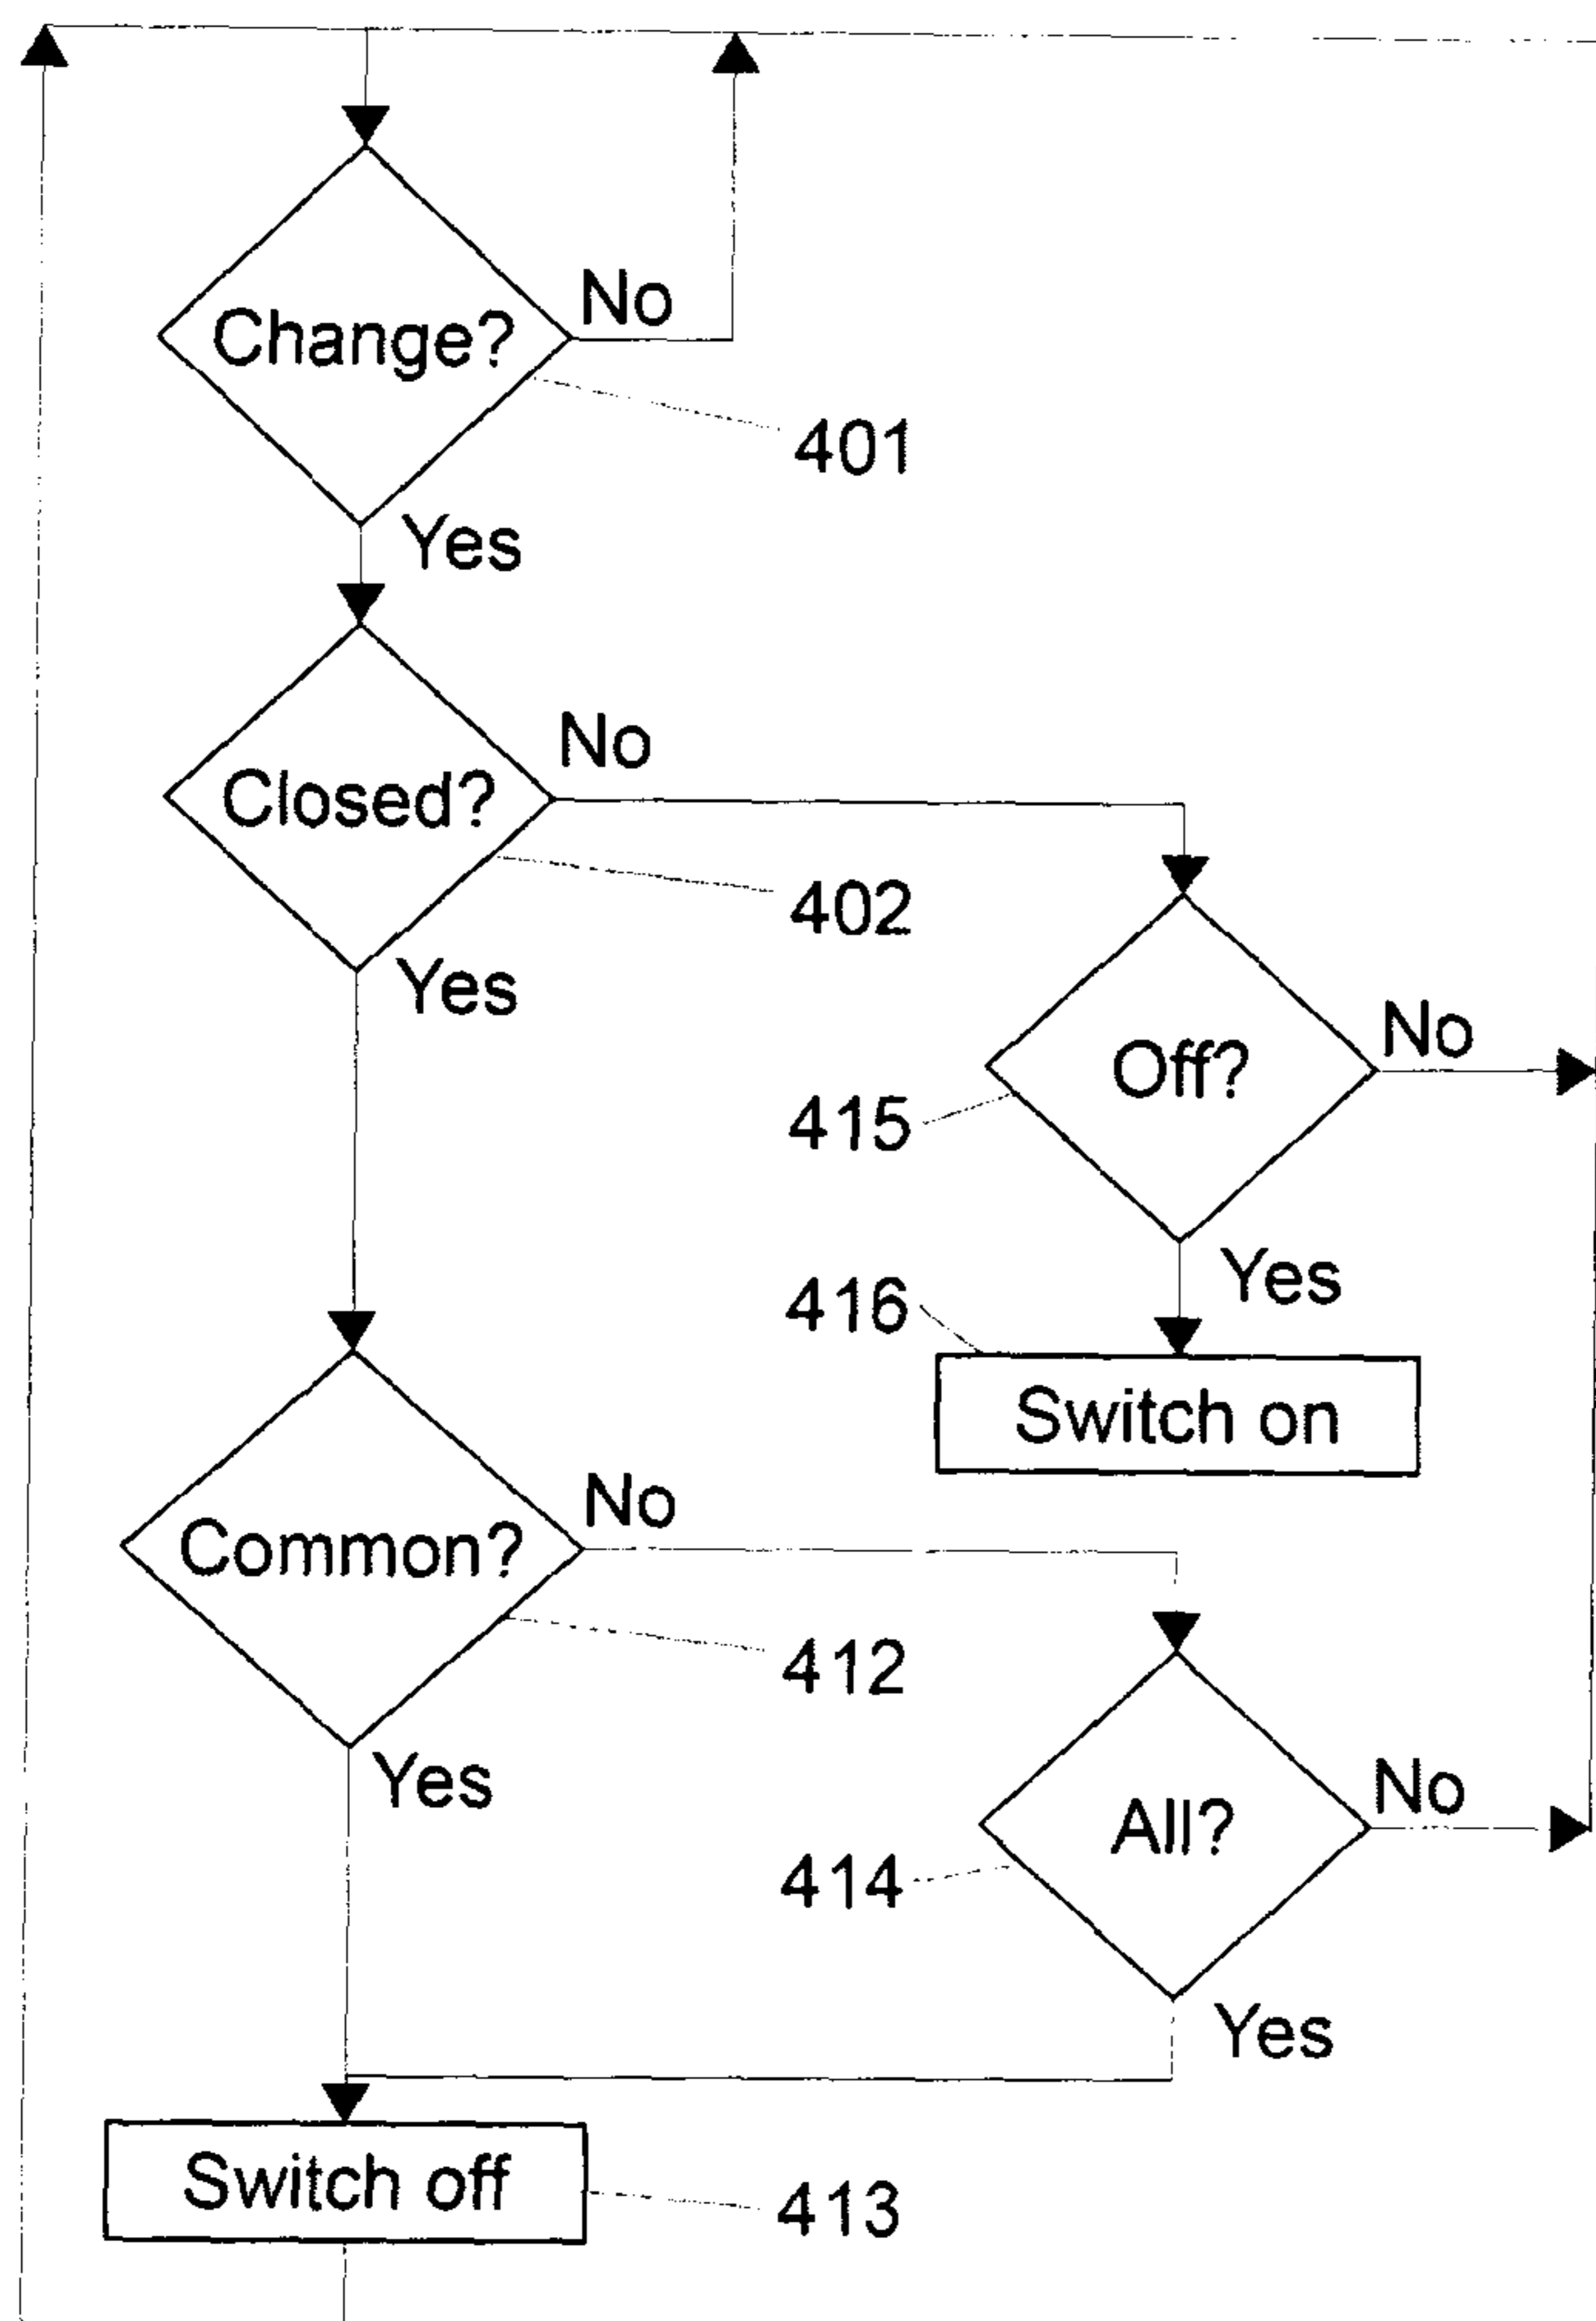 Change?
No
401
Yes
Closed?
No
402
Yes
Off?
No
415
Yes
416
Switch on
Common?
No
412
Yes
All?
No
414
Yes
Switch off
413